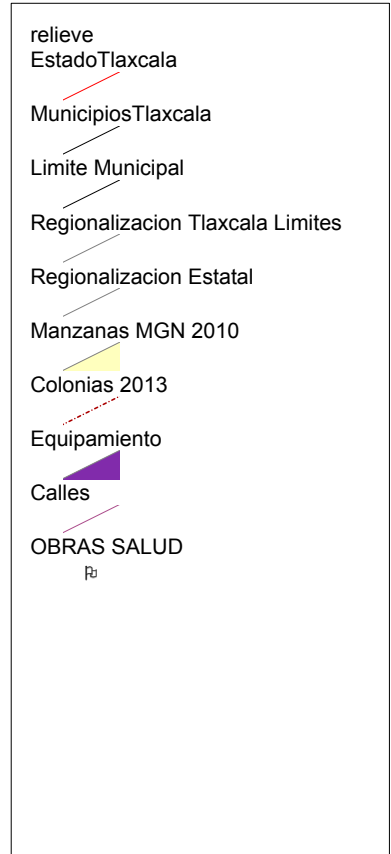 relieve
EstadoTlaxcala
MunicipiosTlaxcala
Limite Municipal
Regionalizacion Tlaxcala Limites
Regionalizacion Estatal
Manzanas MGN 2010
Colonias 2013
Equipamiento
Calles
OBRAS SALUD